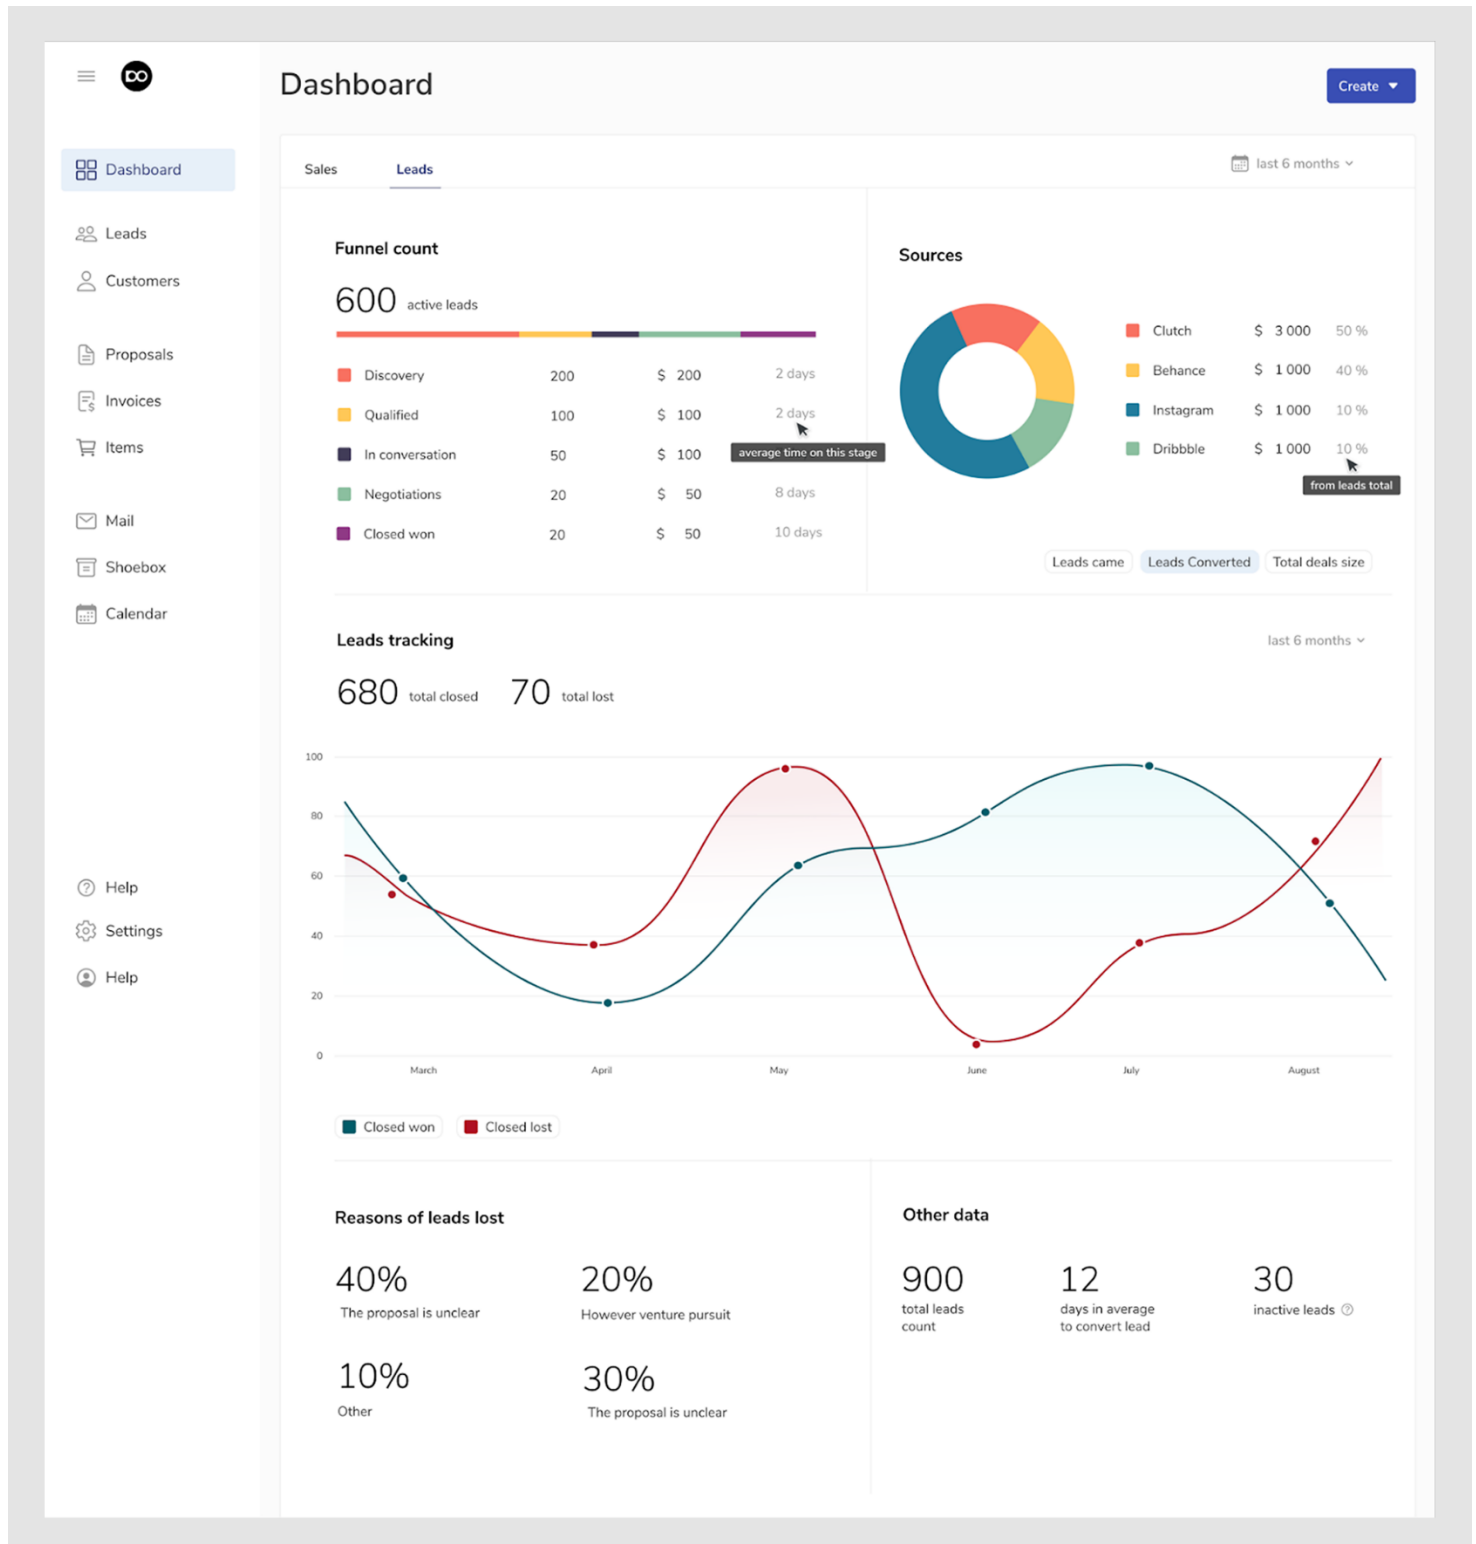 DO
Dashboard
Create
Dashboard
Leads
Customers
Proposals
Invoices
Items
Mail
Shoebox
Calendar
Help
Settings
Help
Sales Leads last 6 months
Funnel count
600 active leads
Discovery 200 $ 200 2 days
Qualified 100 $ 100 2 days
In conversation 50 $ 100
average time on this stage
Negotiations 20 $ 50 8 days
Closed won 20 $ 50 10 days
Sources
Clutch $ 3 000 50 %
Behance $ 1 000 40 %
Instagram $ 1 000 10 %
Dribbble $ 1 000 10 %
from leads total
Leads came Leads Converted Total deals size
Leads tracking last 6 months
680 total closed 70 total lost
100
80
60
40
20
0
March April May June July August
Closed won Closed lost
Reasons of leads lost
40%
The proposal is unclear
20%
However venture pursuit
10%
Other
30%
The proposal is unclear
Other data
900
total leads
count
12
days in average
to convert lead
30
inactive leads ?